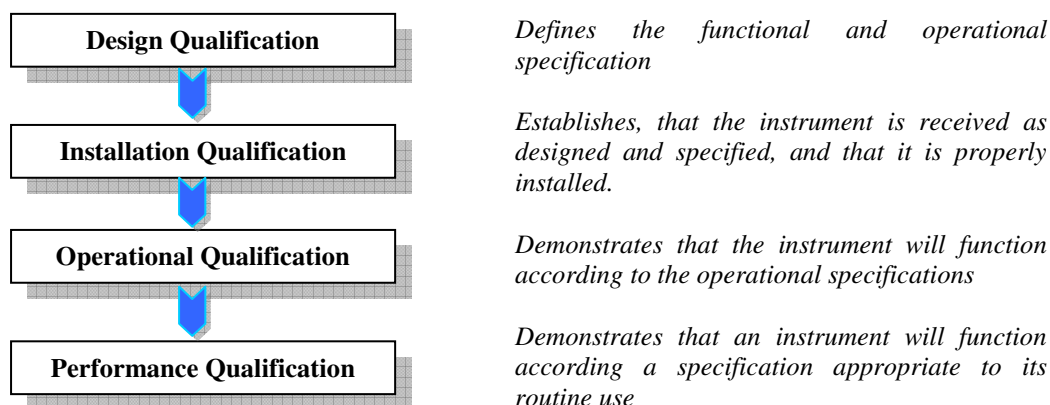 Design Qualification
Defines the functional and operational
specification
Installation Qualification
Establishes, that the instrument is received as
designed and specified, and that it is properly
installed.
Operational Qualification
Demonstrates that the instrument will function
according to the operational specifications
Performance Qualification
Demonstrates that an instrument will function
according a specification appropriate to its
routine use